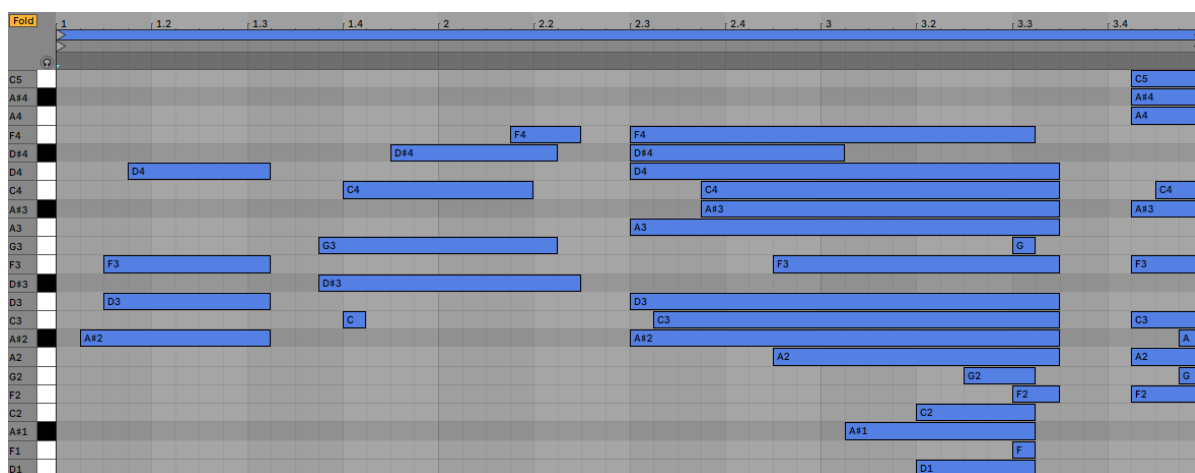 Fold 1 1.2 1.3 1.4 2 2.2 2.3 2.4 3 3.2 3.3 3.4
C5 C5
A#4 A#4
A4 A4
F4 F4 F4
D#4 D#4 D#4
D4 D4 D4
C4 C4 C4 C4
A#3 A#3 A#3
A3 A3
G3 G3 G
F3 F3 F3 F3
D#3 D#3
D3 D3 D3
C3 C C3 C3
A#2 A#2 A#2 A
A2 A2 A2
G2 G2 G
F2 F2 F2
C2 C2
A#1 A#1
F1 F
D1 D1